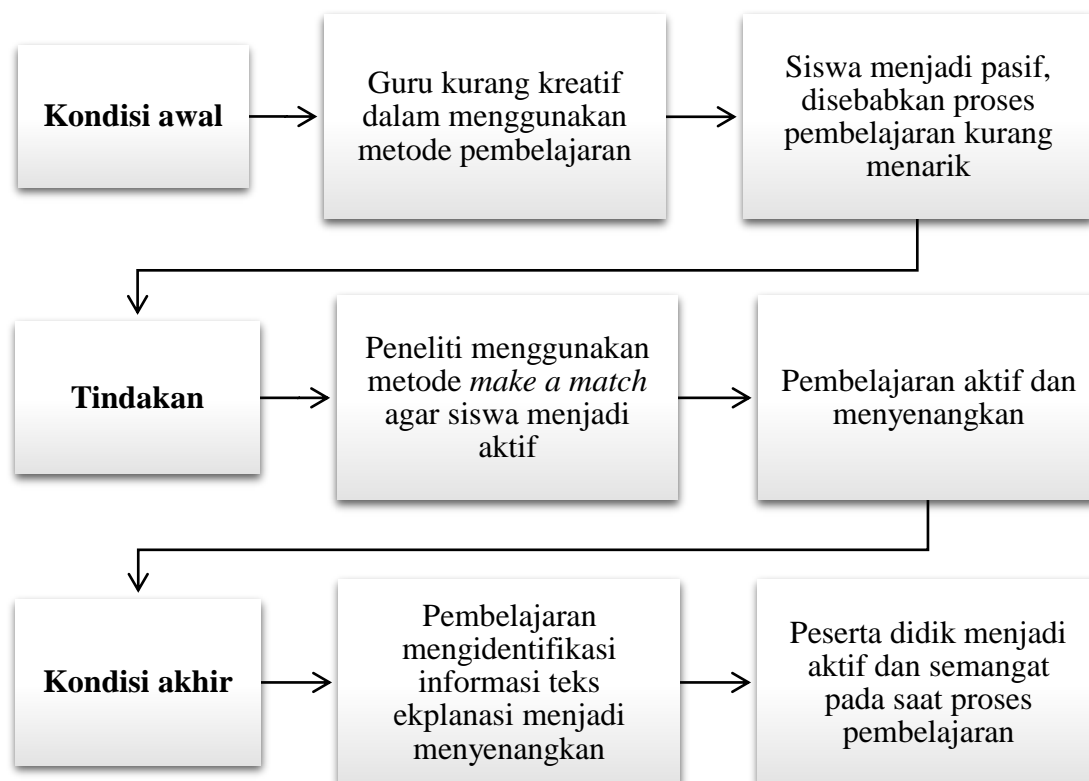 Kondisi awal
Guru kurang kreatif
dalam menggunakan
metode pembelajaran
Siswa menjadi pasif,
disebabkan proses
pembelajaran kurang
menarik
Tindakan
Peneliti menggunakan
metode make a match
agar siswa menjadi
aktif
Pembelajaran aktif dan
menyenangkan
Kondisi akhir
Pembelajaran
mengidentifikasi
informasi teks
ekplanasi menjadi
menyenangkan
Peserta didik menjadi
aktif dan semangat
pada saat proses
pembelajaran